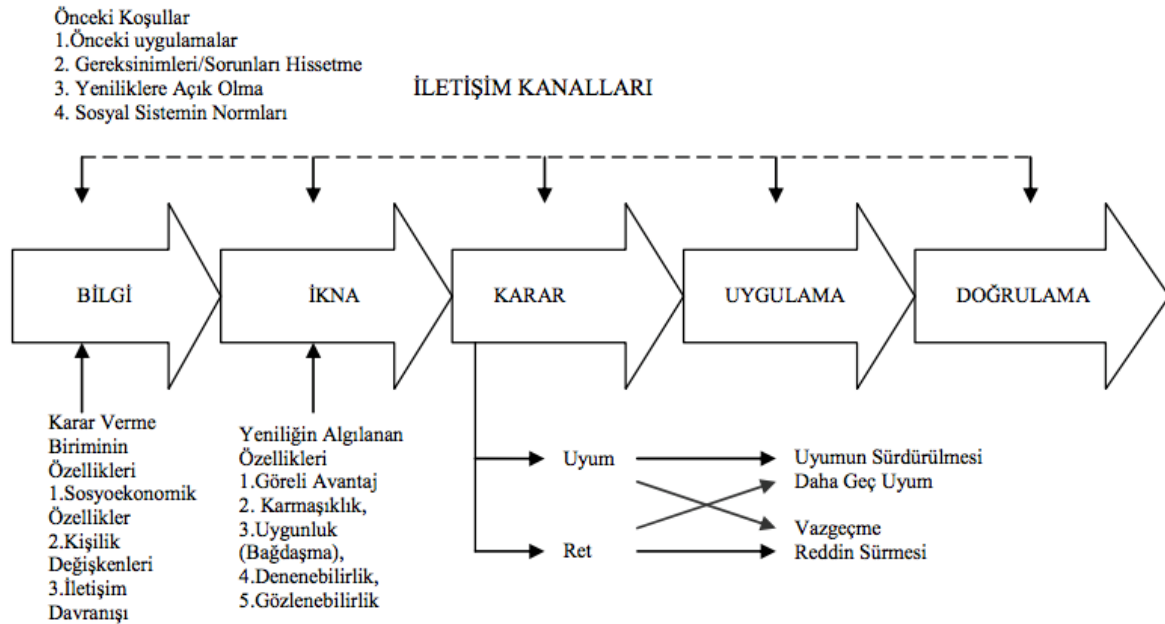 Önceki Koşullar
1.Önceki uygulamalar
2. Gereksinimleri/Sorunları Hissetme
3. Yeniliklere Açık Olma
4. Sosyal Sistemin Normları
İLETİŞİM KANALLARI
BİLGİ
İKNA
KARAR
UYGULAMA
DOĞRULAMA
Karar Verme
Biriminin
Özellikleri
1.Sosyoekonomik
Özellikler
2.Kişilik
Değişkenleri
3.İletişim
Davranışı
Yeniliğin Algılanan
Özellikleri
1.Göreli Avantaj
2. Karmaşıklık,
3.Uygunluk
(Bağdaşma),
4.Denenebilirlik,
5.Gözlenebilirlik
Uyum
Ret
Uyumun Sürdürülmesi
Daha Geç Uyum
Vazgeçme
Reddin Sürmesi